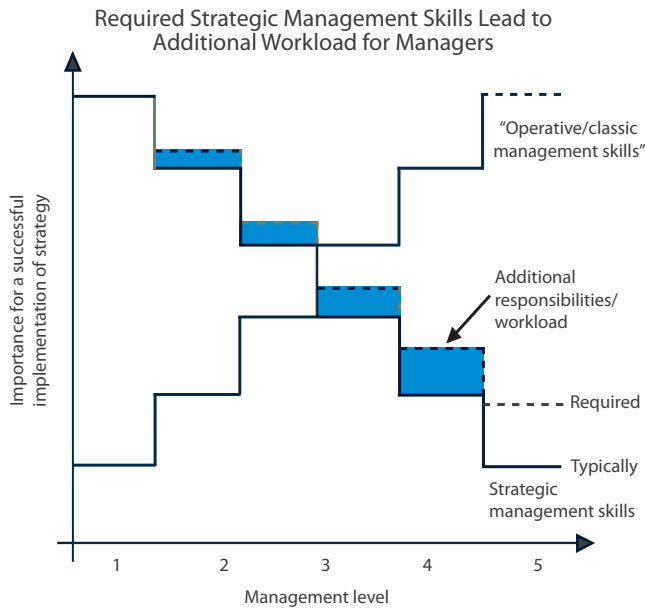 Required Strategic Management Skills Lead to
Additional Workload for Managers
Importance for a successful
implementation of strategy
“Operative/classic
management skills”
Additional
responsibilities/
workload
Required
Typically
Strategic
management skills
1 2 3 4 5
Management level